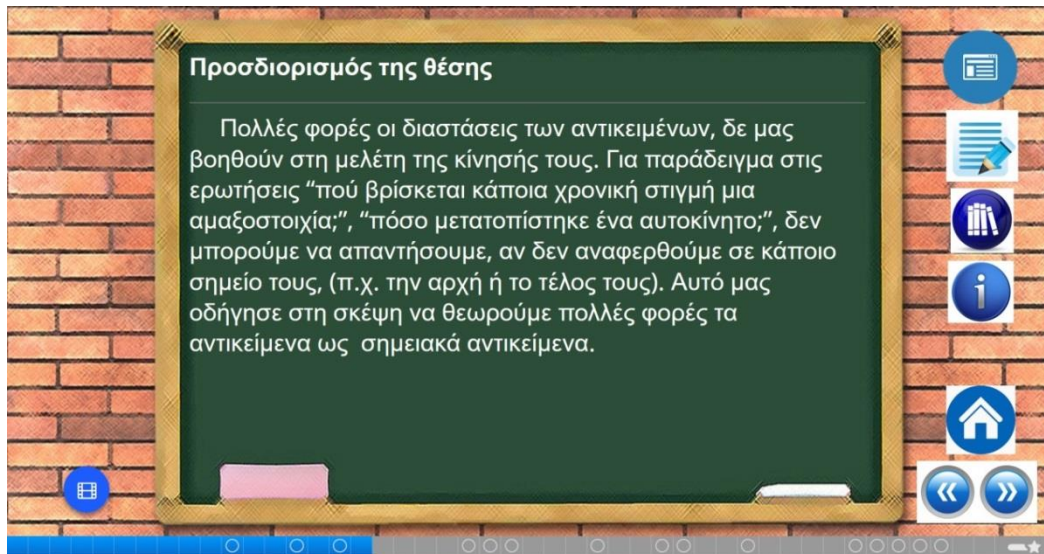 Προσδιορισμός της θέσης
Πολλές φορές οι διαστάσεις των αντικειμένων, δε μας
βοηθούν στη μελέτη της κίνησής τους. Για παράδειγμα στις
ερωτήσεις “πού βρίσκεται κάποια χρονική στιγμή μια
αμαξοστοιχία;”, “πόσο μετατοπίστηκε ένα αυτοκίνητο;”, δεν
μπορούμε να απαντήσουμε, αν δεν αναφερθούμε σε κάποιο
σημείο τους, (π.χ. την αρχή ή το τέλος τους). Αυτό μας
οδήγησε στη σκέψη να θεωρούμε πολλές φορές τα
αντικείμενα ως  σημειακά αντικείμενα.